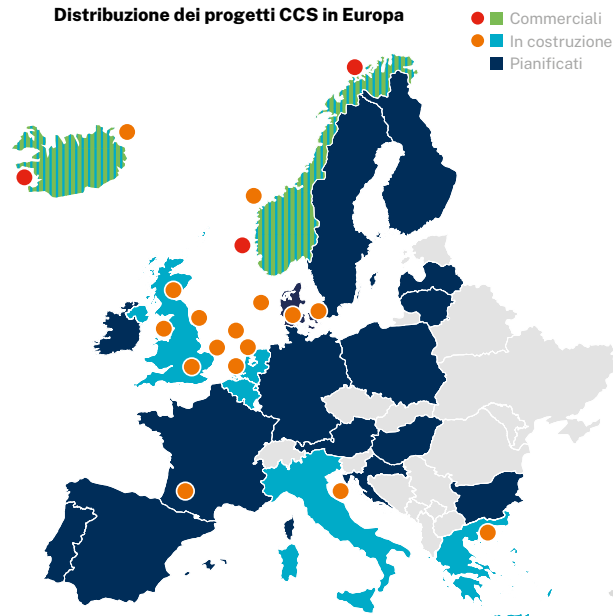 Distribuzione dei progetti CCS in Europa
Commerciali
In costruzione
Pianificati